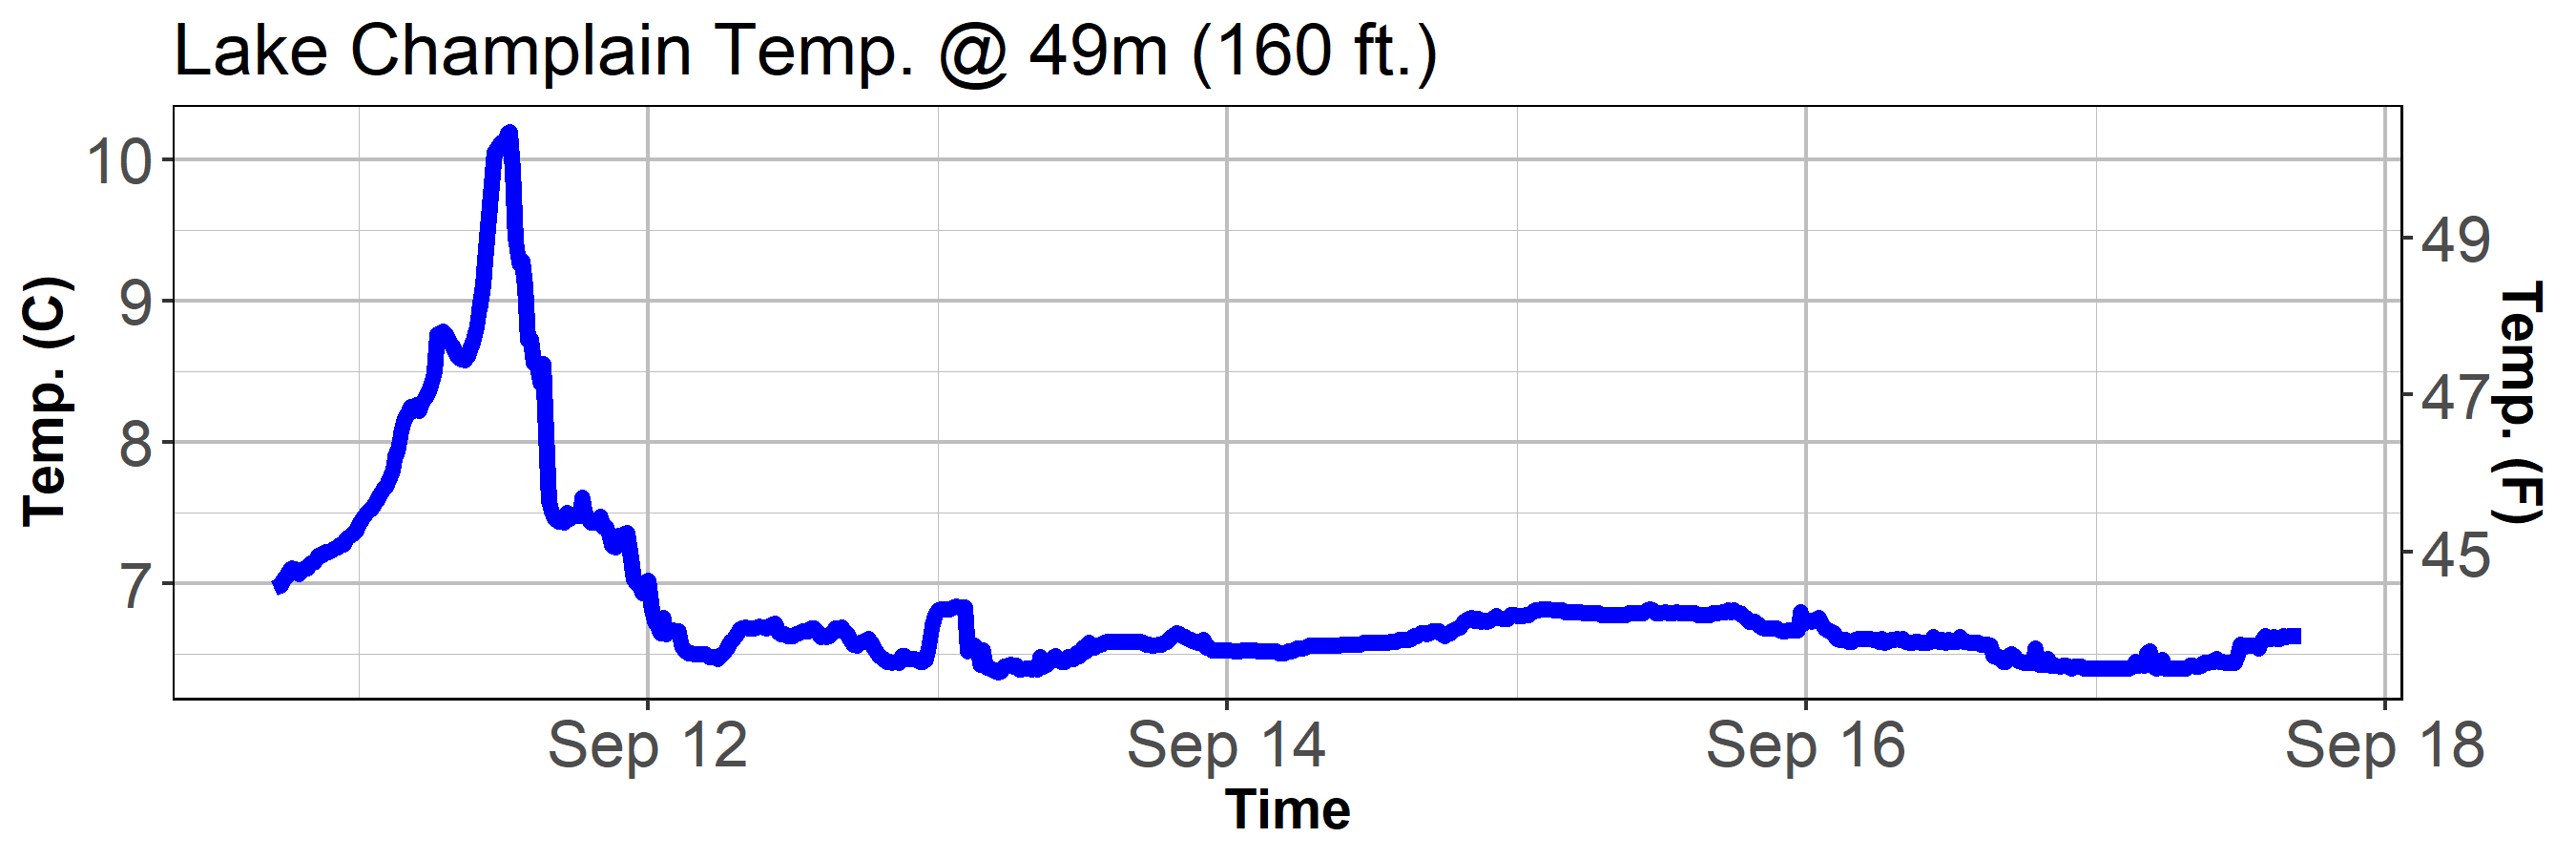 Lake Champlain Temp. @ 49m (160 ft.)
Temp. (C)
10
9
8
7
49
47
45
Temp. (F)
Sep 12
Sep 14
Sep 16
Sep 18
Time